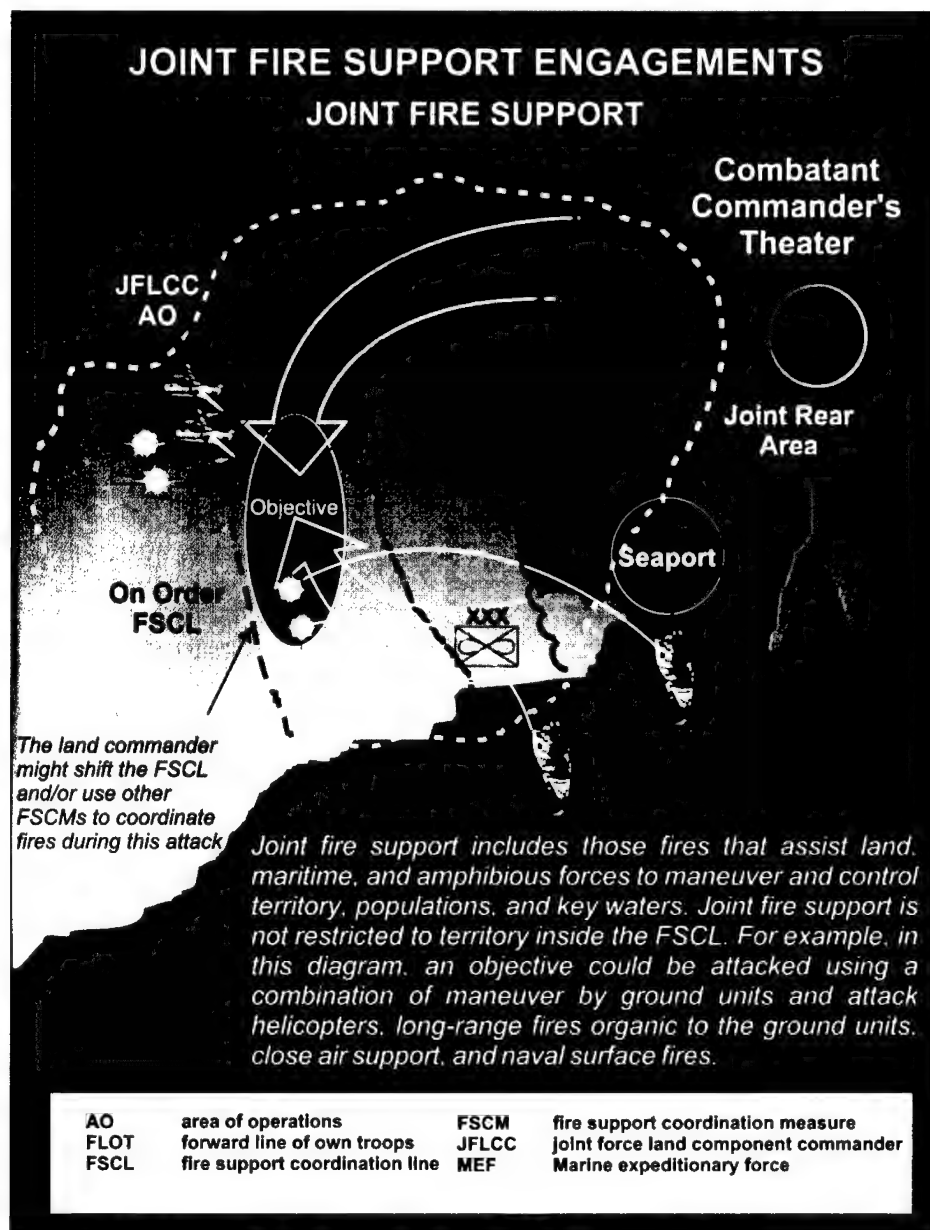 JOINT FIRE SUPPORT ENGAGEMENTS
JOINT FIRE SUPPORT
Combatant
Commander's
Theater
JFLCC
AO
Joint Rear
Area
Objective
Seaport
On Order
FSCL
XXX
The land commander
might shift the FSCL
and/or use other
FSCMs to coordinate
fires during this attack
Joint fire support includes those fires that assist land,
maritime, and amphibious forces to maneuver and control
territory, populations, and key waters. Joint fire support is
not restricted to territory inside the FSCL. For example, in
this diagram, an objective could be attacked using a
combination of maneuver by ground units and attack
helicopters, long-range fires organic to the ground units,
close air support, and naval surface fires.
AO area of operations
FLOT forward line of own troops
FSCL fire support coordination line
FSCM fire support coordination measure
JFLCC joint force land component commander
MEF Marine expeditionary force